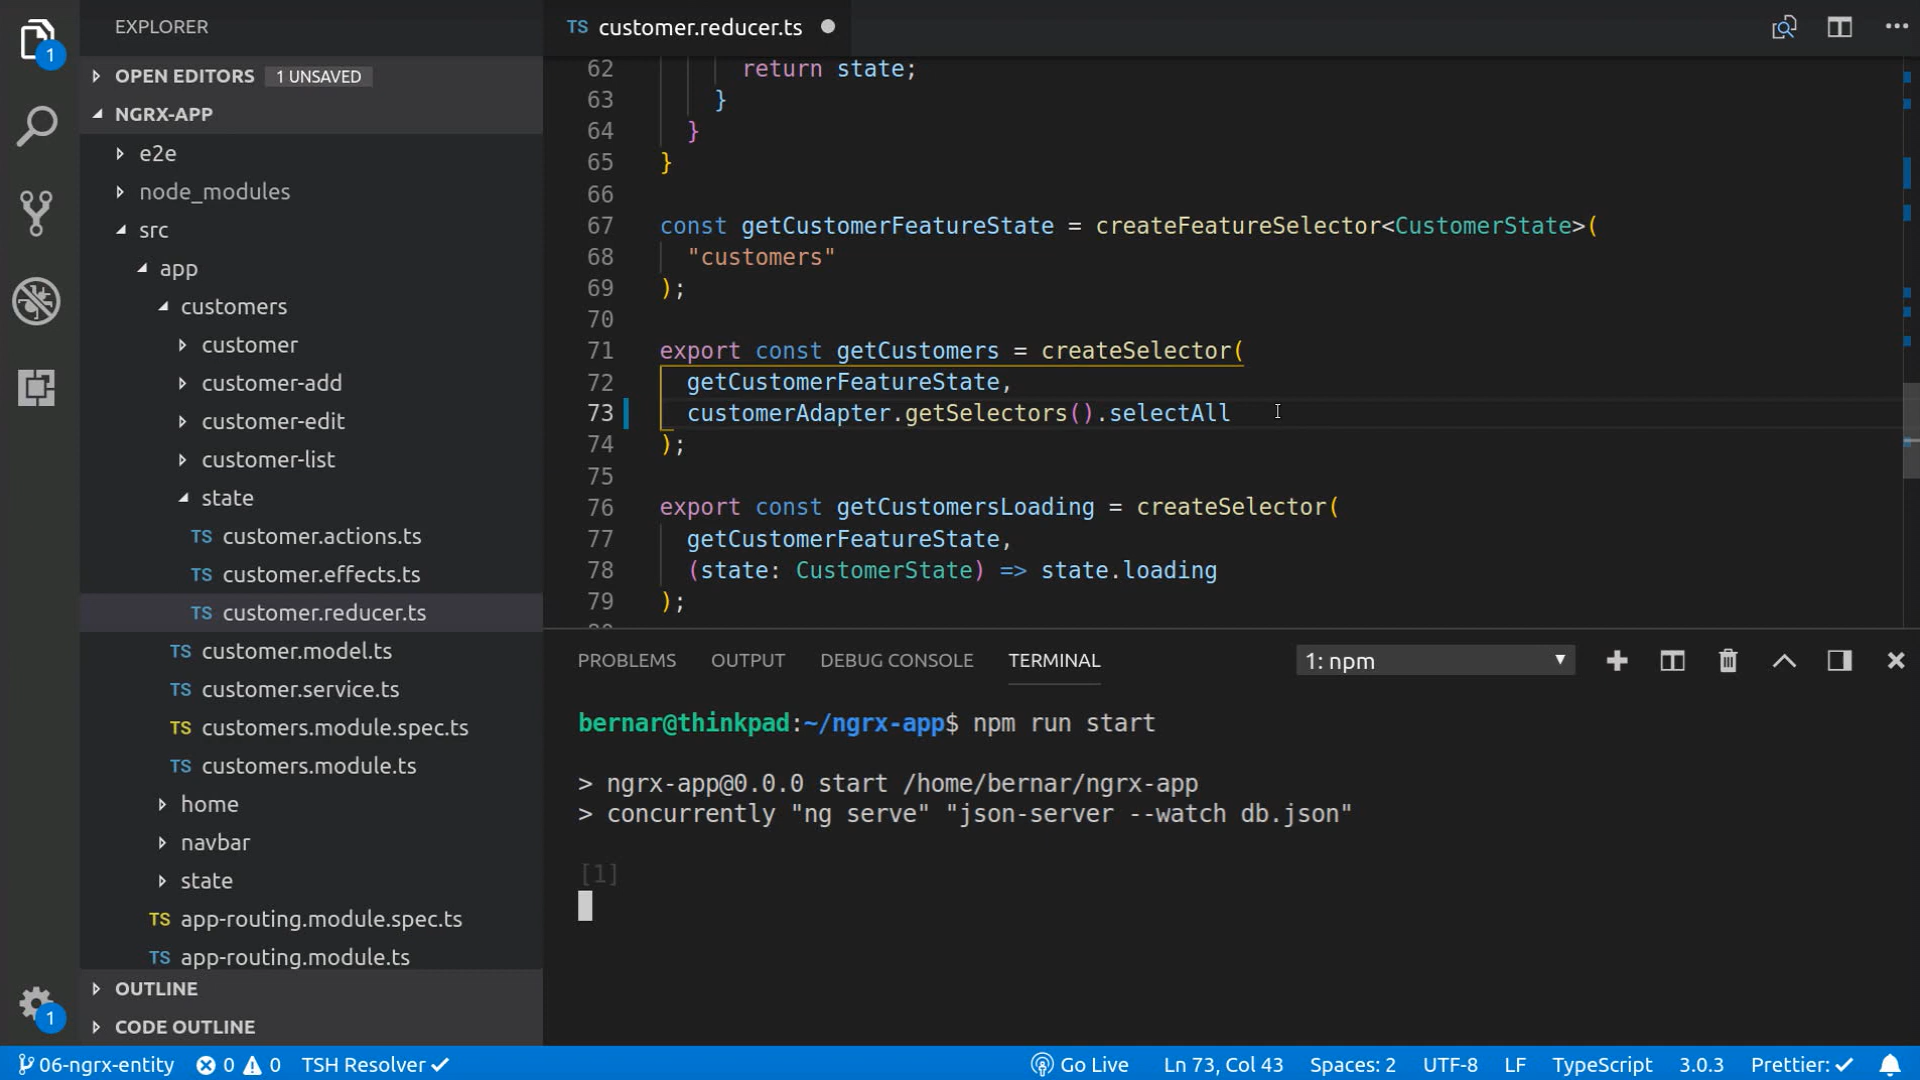 1
EXPLORER
OPEN EDITORS 1 UNSAVED
NGRX-APP
e2e
node_modules
src
app
customers
customer
customer-add
customer-edit
customer-list
state
TS customer.actions.ts
TS customer.effects.ts
TS customer.reducer.ts
TS customer.model.ts
TS customer.service.ts
TS customers.module.spec.ts
TS customers.module.ts
home
navbar
state
TS app-routing.module.spec.ts
TS app-routing.module.ts
OUTLINE
CODE OUTLINE
1
TS customer.reducer.ts
62 return state;
63 }
64 }
65 }
66
67 const getCustomerFeatureState = createFeatureSelector<CustomerState>(
68 "customers"
69 );
70
71 export const getCustomers = createSelector(
72 getCustomerFeatureState,
73 customerAdapter.getSelectors().selectAll
74 );
75
76 export const getCustomersLoading = createSelector(
77 getCustomerFeatureState,
78 (state: CustomerState) => state.loading
79 );
PROBLEMS OUTPUT DEBUG CONSOLE TERMINAL 1: npm
bernar@thinkpad:~/ngrx-app$ npm run start
> ngrx-app@0.0.0 start /home/bernar/ngrx-app
> concurrently "ng serve" "json-server --watch db.json"
[1]
06-ngrx-entity 0 0 TSH Resolver Go Live Ln 73, Col 43 Spaces: 2 UTF-8 LF TypeScript 3.0.3 Prettier: